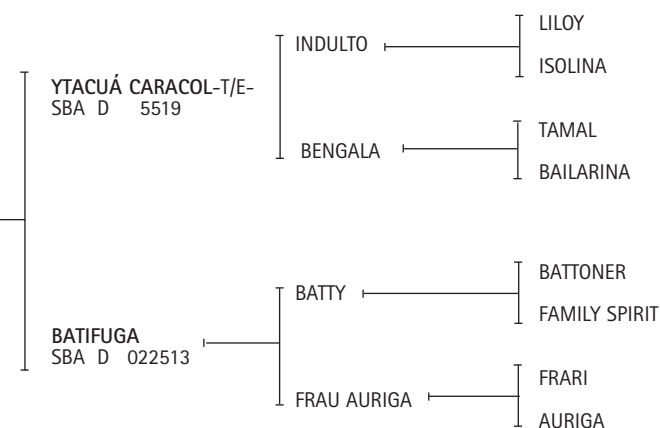 LILOY
INDULTO
ISOLINA
YTACUÁ CARACOL-T/E-
SBA D 5519
TAMAL
BENGALA
BAILARINA
BATTONER
BATTY
FAMILY SPIRIT
BATIFUGA
SBA D 022513
FRARI
FRAU AURIGA
AURIGA